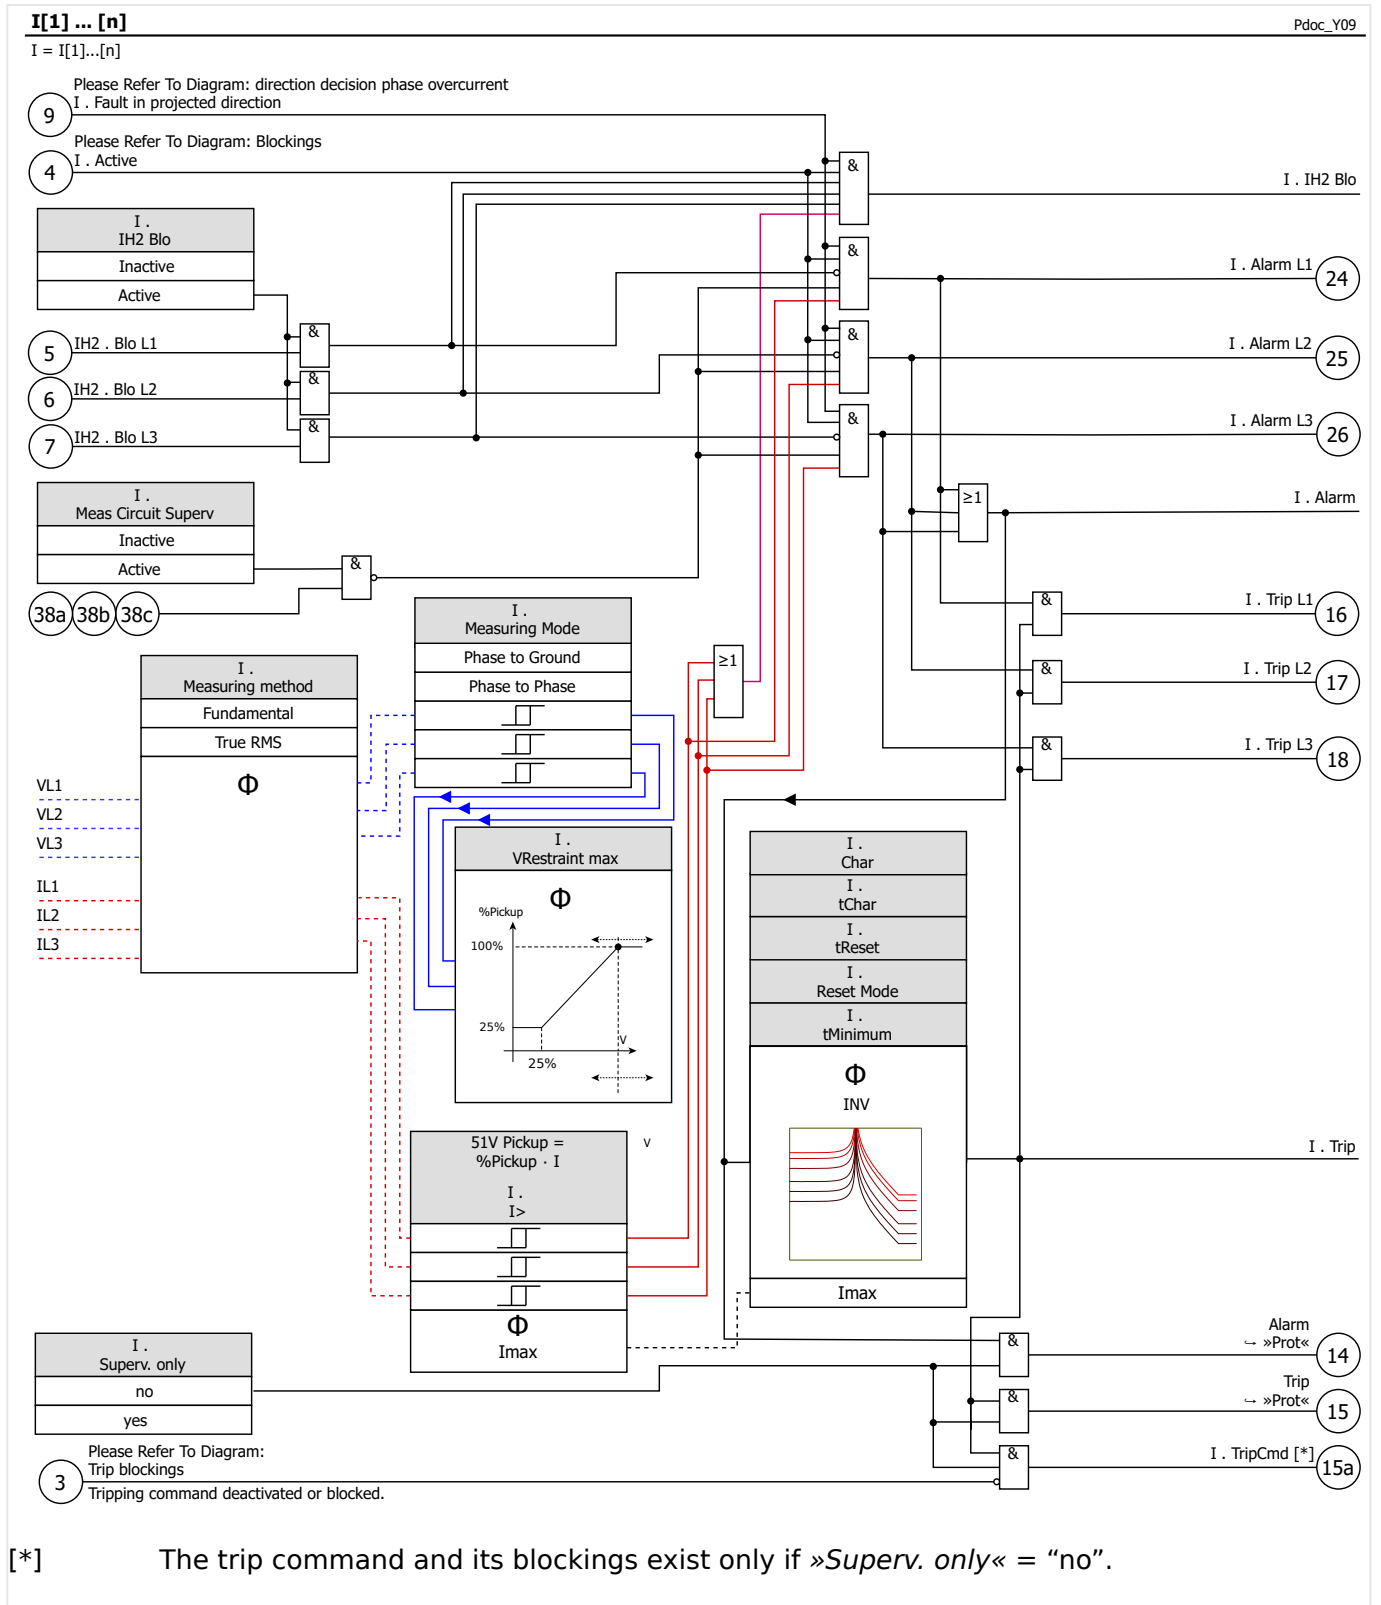 I[1] ... [n]
Pdoc_Y09
I = I[1]...[n]
Please Refer To Diagram: direction decision phase overcurrent
9
I . Fault in projected direction
Please Refer To Diagram: Blockings
4
I . Active
&
I . IH2 Blo
I .
IH2 Blo
Inactive
Active
&
I . Alarm L1
24
5
IH2 . Blo L1
&
&
I . Alarm L2
25
6
IH2 . Blo L2
&
7
IH2 . Blo L3
&
&
I . Alarm L3
26
I .
Meas Circuit Superv
Inactive
Active
≥1
I . Alarm
&
38a
38b
38c
&
I . Trip L1
16
I .
Measuring Mode
Phase to Ground
Phase to Phase
≥1
&
I . Trip L2
17
I .
Measuring method
Fundamental
True RMS
Φ
&
I . Trip L3
18
VL1
VL2
VL3
IL1
IL2
IL3
I .
VRestraint max
Φ
%Pickup
100%
25%
V
25%
I .
Char
I .
tChar
I .
tReset
I .
Reset Mode
I .
tMinimum
Φ
INV
Imax
I . Trip
51V Pickup =
%Pickup · I
V
I .
I>
Φ
Imax
I .
Superv. only
no
yes
&
Alarm
↪ »Prot«
14
&
Trip
↪ »Prot«
15
&
I . TripCmd [*]
15a
Please Refer To Diagram:
Trip blockings
3
Tripping command deactivated or blocked.
[*] The trip command and its blockings exist only if »Superv. only« = “no”.